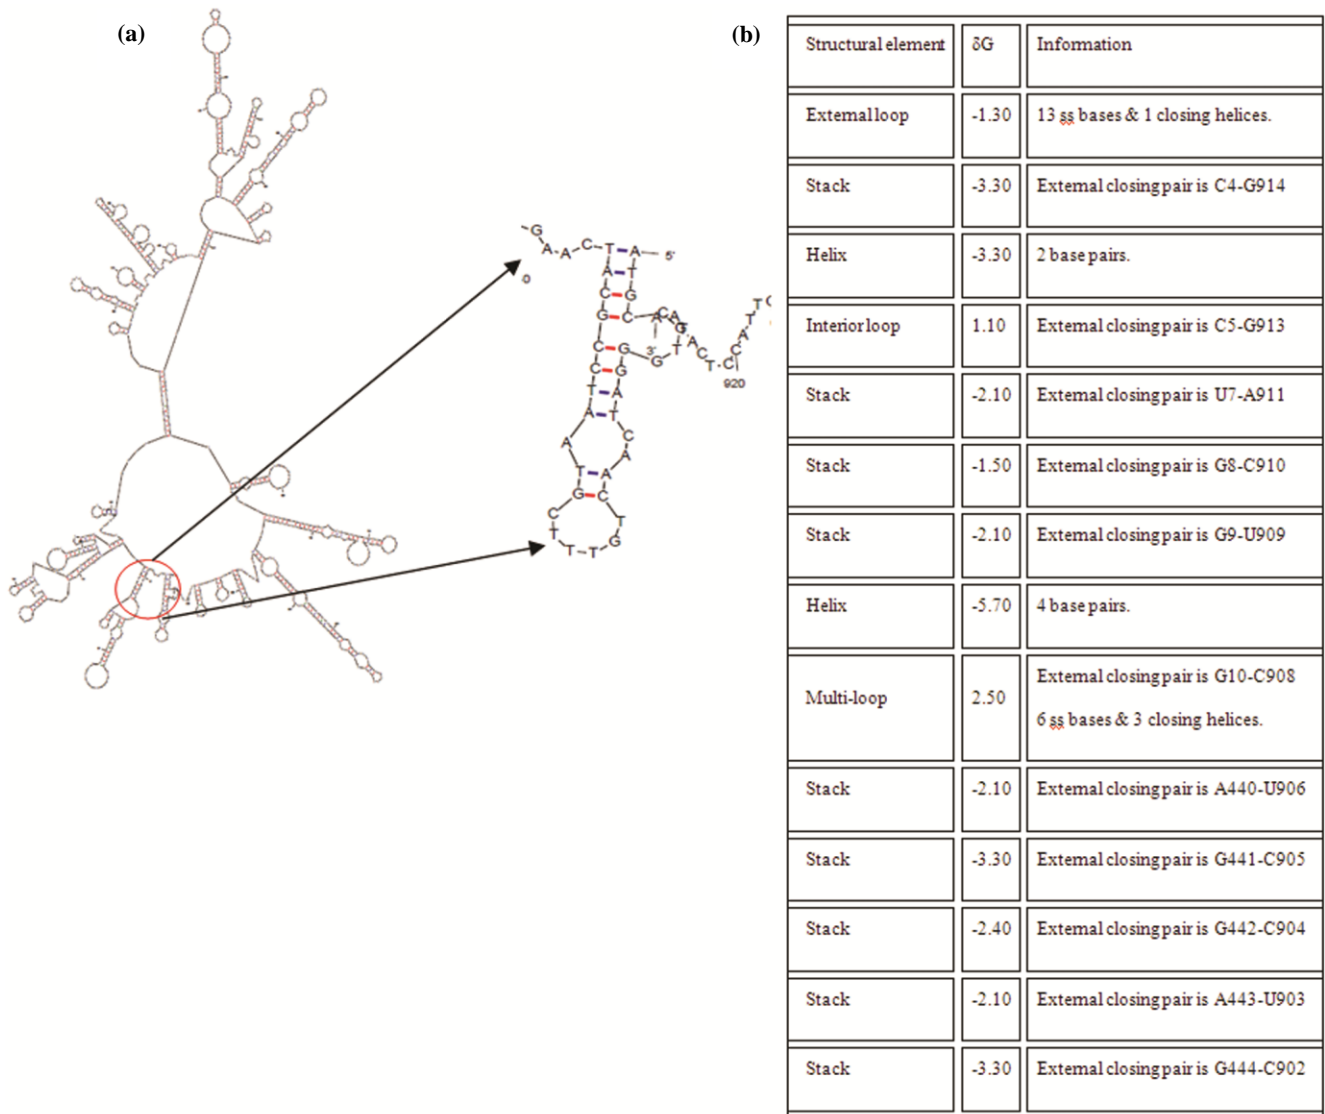 (a)
(b)
Structural element δG Information
External loop -1.30 13 ss bases & 1 closing helices.
Stack -3.30 External closing pair is C4-G914
Helix -3.30 2 base pairs.
Interior loop 1.10 External closing pair is C5-G913
Stack -2.10 External closing pair is U7-A911
Stack -1.50 External closing pair is G8-C910
Stack -2.10 External closing pair is G9-U909
Helix -5.70 4 base pairs.
Multi-loop 2.50 External closing pair is G10-C908
6 ss bases & 3 closing helices.
Stack -2.10 External closing pair is A440-U906
Stack -3.30 External closing pair is G441-C905
Stack -2.40 External closing pair is G442-C904
Stack -2.10 External closing pair is A443-U903
Stack -3.30 External closing pair is G444-C902
G A A C T A 5'
A T
C G
G C
C G
C G
T A
A T
A C A
T A
G C
C T
T T T G
0
3'
920